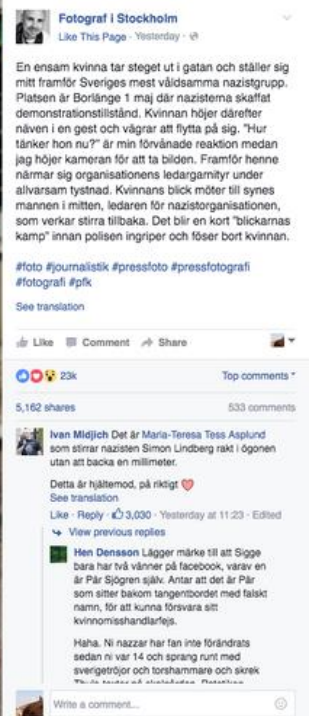 Fotograf i Stockholm
Like This Page · Yesterday ·
En ensam kvinna tar steget ut i gatan och ställer sig
mitt framför Sveriges mest våldsamma nazistgrupp.
Platsen är Borlänge 1 maj där nazisterna skaffat
demonstrationstillstånd. Kvinnan höjer därefter
näven i en gest och vägrar att flytta på sig. "Hur
tänker hon nu?" är min förvånade reaktion medan
jag höjer kameran för att ta bilden. Framför henne
närmar sig organisationens ledargarnityr under
allvarsam tystnad. Kvinnans blick möter till synes
mannen i mitten, ledaren för nazistorganisationen,
som verkar stirra tillbaka. Det blir en kort "blickarnas
kamp" innan polisen ingriper och föser bort kvinnan.
#foto #journalistik #pressfoto #pressfotografi
#fotografi #pfk
See translation
Like Comment Share
23k Top comments
5,162 shares 533 comments
Ivan Midjich Det är Maria-Teresa Tess Asplund
som stirrar nazisten Simon Lindberg rakt i ögonen
utan att backa en millimeter.
Detta är hjältemod, på riktigt
See translation
Like · Reply · 3,030 · Yesterday at 11:23 · Edited
View previous replies
Hen Densson Lägger märke till att Sigge
bara har två vänner på facebook, varav en
är Pär Sjögren själv. Antar att det är Pär
som sitter bakom tangentbordet med falskt
namn, för att kunna försvara sitt
kvinnomisshandlarfejs.
Haha. Ni nazzar har fan inte förändrats
sedan ni var 14 och sprang runt med
sverigetröjor och torshammare och skrek
Write a comment...